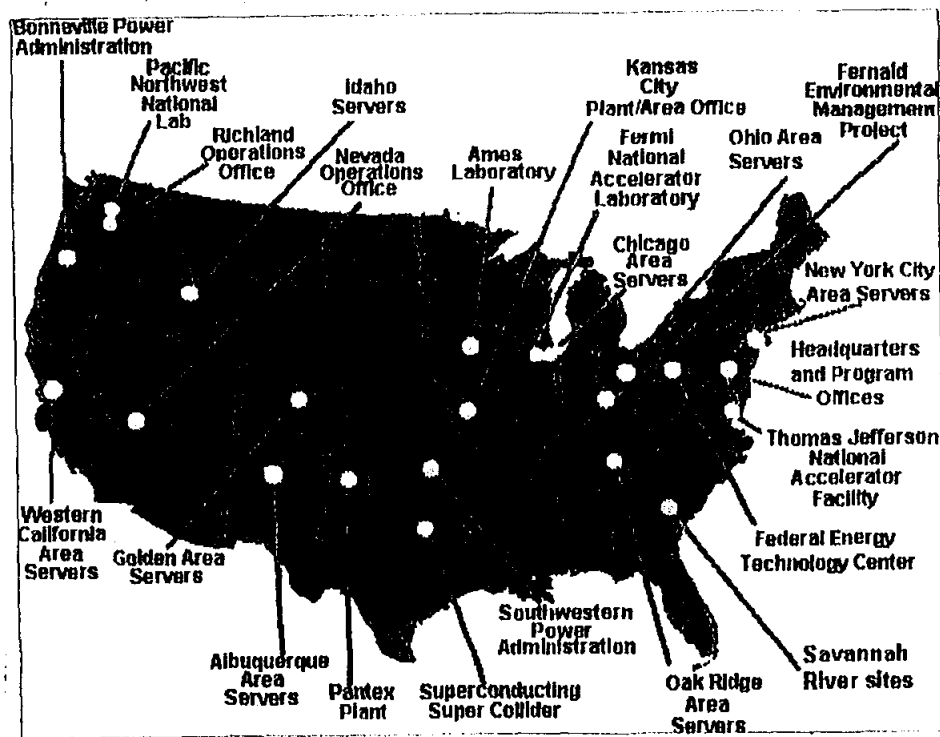 Bonneville Power
Administration
Pacific
Northwest
National
Lab
Richland
Operations
Office
Idaho
Servers
Nevada
Operations
Office
Ames
Laboratory
Kansas
City
Plant/Area Office
Fermi
National
Accelerator
Laboratory
Chicago
Area
Servers
Ohio Area
Servers
Fernald
Environmental
Management
Project
New York City
Area Servers
Headquarters
and Program
Offices
Thomas Jefferson
National
Accelerator
Facility
Federal Energy
Technology Center
Savannah
River sites
Oak Ridge
Area
Servers
Southwestern
Power
Administration
Superconducting
Super Collider
Pantex
Plant
Albuquerque
Area
Servers
Golden Area
Servers
Western
California
Area
Servers